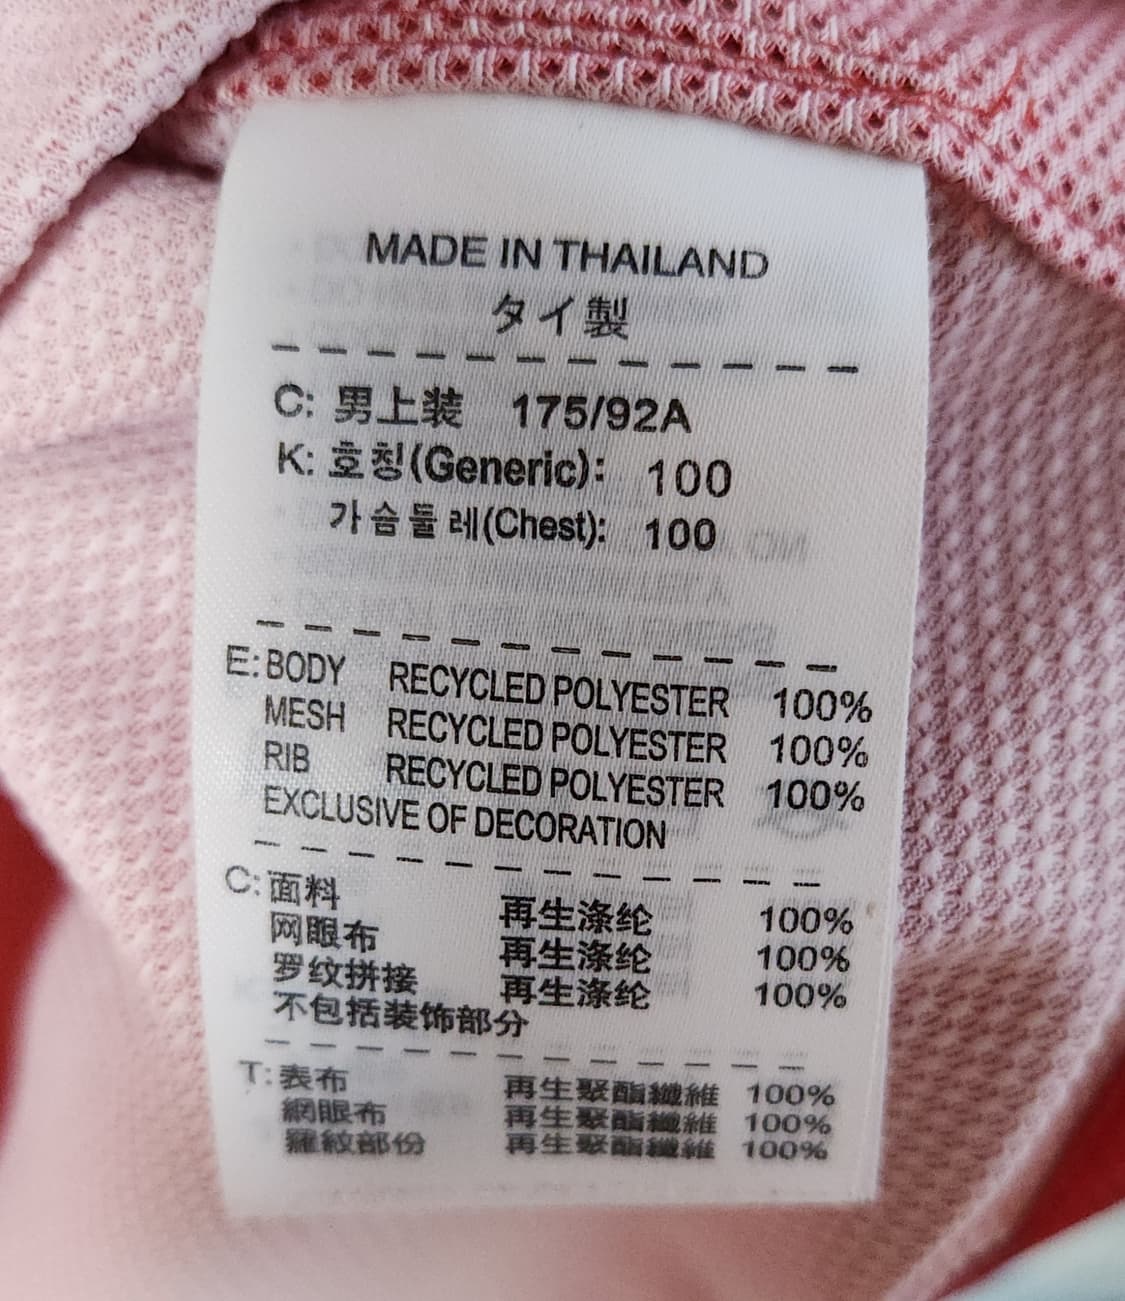 MADE IN THAILAND
タイ製
C: 男上装 175/92A
K: 호칭(Generic): 100
가슴둘레(Chest): 100
E: BODY RECYCLED POLYESTER 100%
MESH RECYCLED POLYESTER 100%
RIB RECYCLED POLYESTER 100%
EXCLUSIVE OF DECORATION
C: 面料 再生涤纶 100%
网眼布 再生涤纶 100%
罗纹拼接 再生涤纶 100%
不包括装饰部分
T: 表布 再生聚酯纖維 100%
網眼布 再生聚酯纖維 100%
羅紋部份 再生聚酯纖維 100%